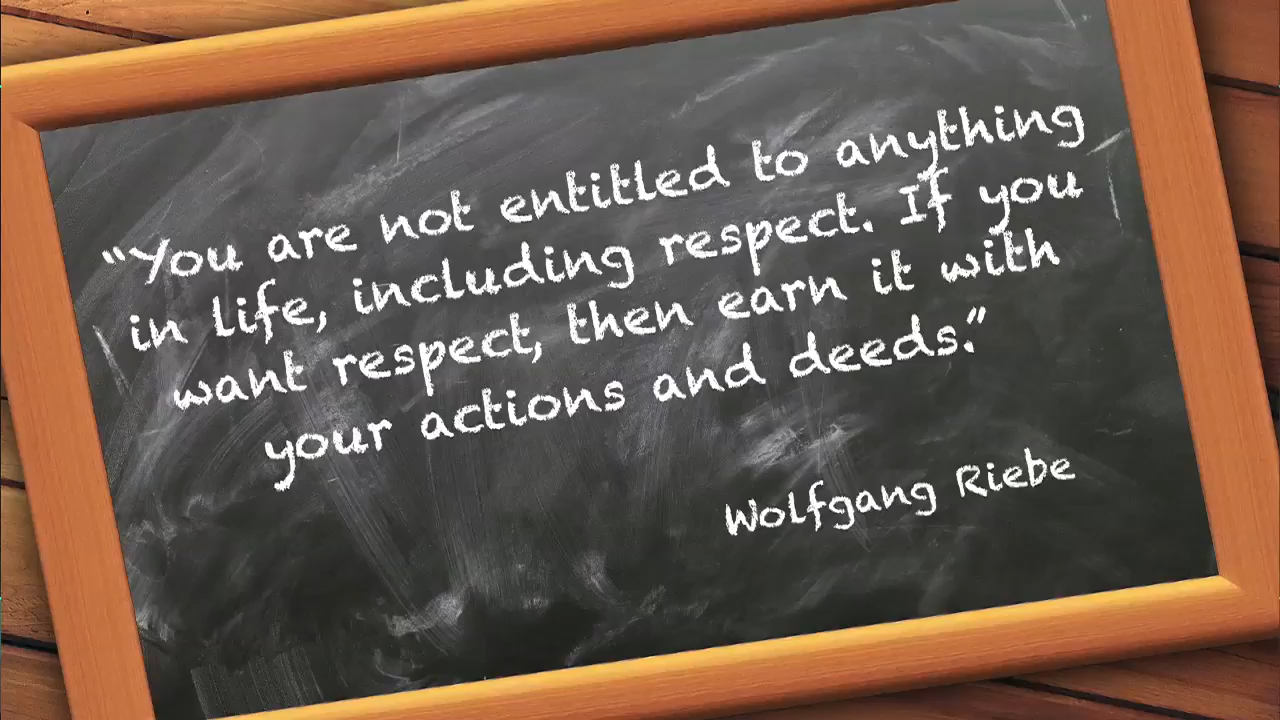 “You are not entitled to anything
in life, including respect. If you
want respect, then earn it with
your actions and deeds.”
Wolfgang Riebe